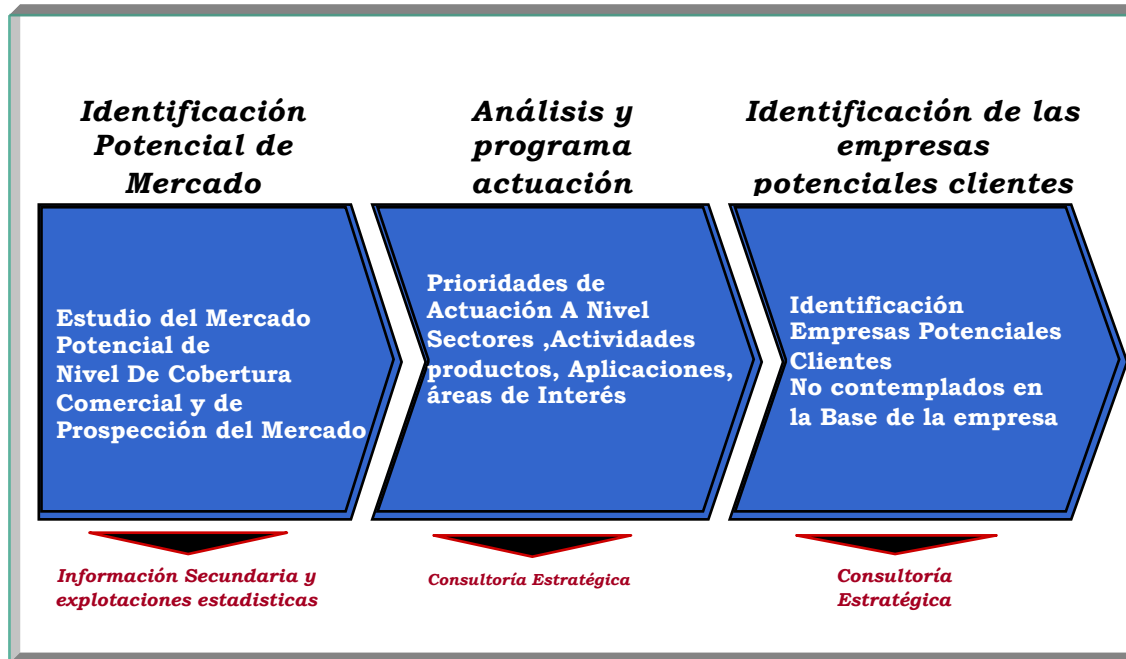 Identificación
Potencial de
Mercado
Análisis y
programa
actuación
Identificación de las
empresas
potenciales clientes
Estudio del Mercado
Potencial de
Nivel De Cobertura
Comercial y de
Prospección del Mercado
Prioridades de
Actuación A Nivel
Sectores ,Actividades
productos, Aplicaciones,
áreas de Interés
Identificación
Empresas Potenciales
Clientes
No contemplados en
la Base de la empresa
Información Secundaria y
explotaciones estadisticas
Consultoría Estratégica
Consultoría
Estratégica